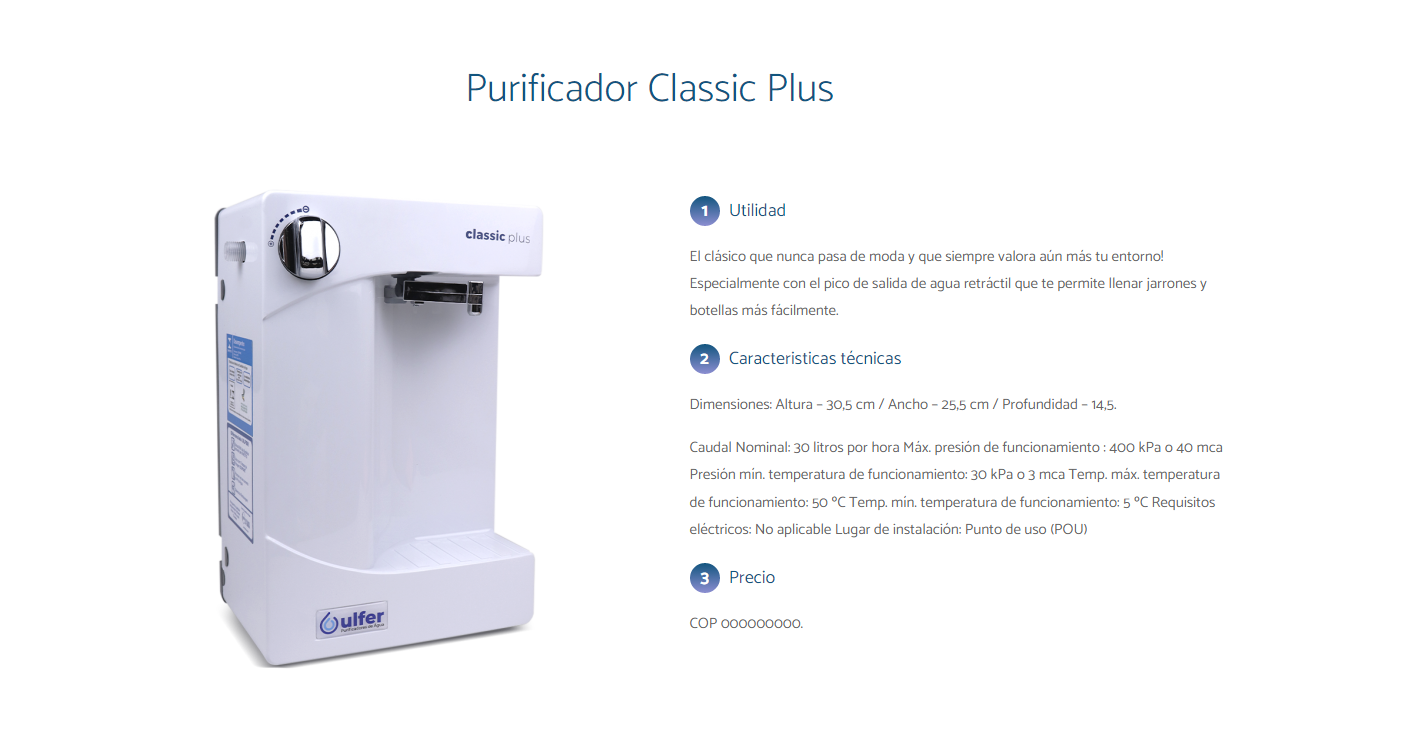 Purificador Classic Plus
classic plus
ulfer
Purificadores de Agua
1 Utilidad
El clásico que nunca pasa de moda y que siempre valora aún más tu entorno!
Especialmente con el pico de salida de agua retráctil que te permite llenar jarrones y
botellas más fácilmente.
2 Caracteristicas técnicas
Dimensiones: Altura – 30,5 cm / Ancho – 25,5 cm / Profundidad – 14,5.
Caudal Nominal: 30 litros por hora Máx. presión de funcionamiento : 400 kPa o 40 mca
Presión mín. temperatura de funcionamiento: 30 kPa o 3 mca Temp. máx. temperatura
de funcionamiento: 50 °C Temp. mín. temperatura de funcionamiento: 5 °C Requisitos
eléctricos: No aplicable Lugar de instalación: Punto de uso (POU)
3 Precio
COP 000000000.